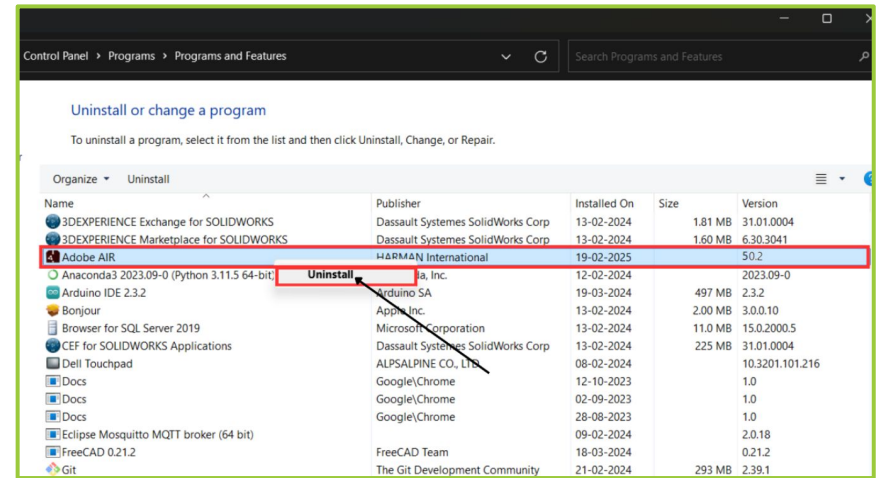 Control Panel > Programs > Programs and Features
Search Programs and Features
Uninstall or change a program
To uninstall a program, select it from the list and then click Uninstall, Change, or Repair.
Organize Uninstall
Name Publisher Installed On Size Version
3DEXPERIENCE Exchange for SOLIDWORKS Dassault Systemes SolidWorks Corp 13-02-2024 1.81 MB 31.01.0004
3DEXPERIENCE Marketplace for SOLIDWORKS Dassault Systemes SolidWorks Corp 13-02-2024 1.60 MB 6.30.3041
Adobe AIR HARMAN International 19-02-2025 50.2
Anaconda3 2023.09-0 (Python 3.11.5 64-bit) Uninstall da, Inc. 12-02-2024 2023.09-0
Arduino IDE 2.3.2 Arduino SA 19-03-2024 497 MB 2.3.2
Bonjour Apple Inc. 13-02-2024 2.00 MB 3.0.0.10
Browser for SQL Server 2019 Microsoft Corporation 13-02-2024 11.0 MB 15.0.2000.5
CEF for SOLIDWORKS Applications Dassault Systemes SolidWorks Corp 13-02-2024 225 MB 31.01.0004
Dell Touchpad ALPSALPINE CO., LTD. 08-02-2024 10.3201.101.216
Docs Google\Chrome 12-10-2023 1.0
Docs Google\Chrome 02-09-2023 1.0
Docs Google\Chrome 28-08-2023 1.0
Eclipse Mosquitto MQTT broker (64 bit) 09-02-2024 2.0.18
FreeCAD 0.21.2 FreeCAD Team 18-03-2024 0.21.2
Git The Git Development Community 21-02-2024 293 MB 2.39.1